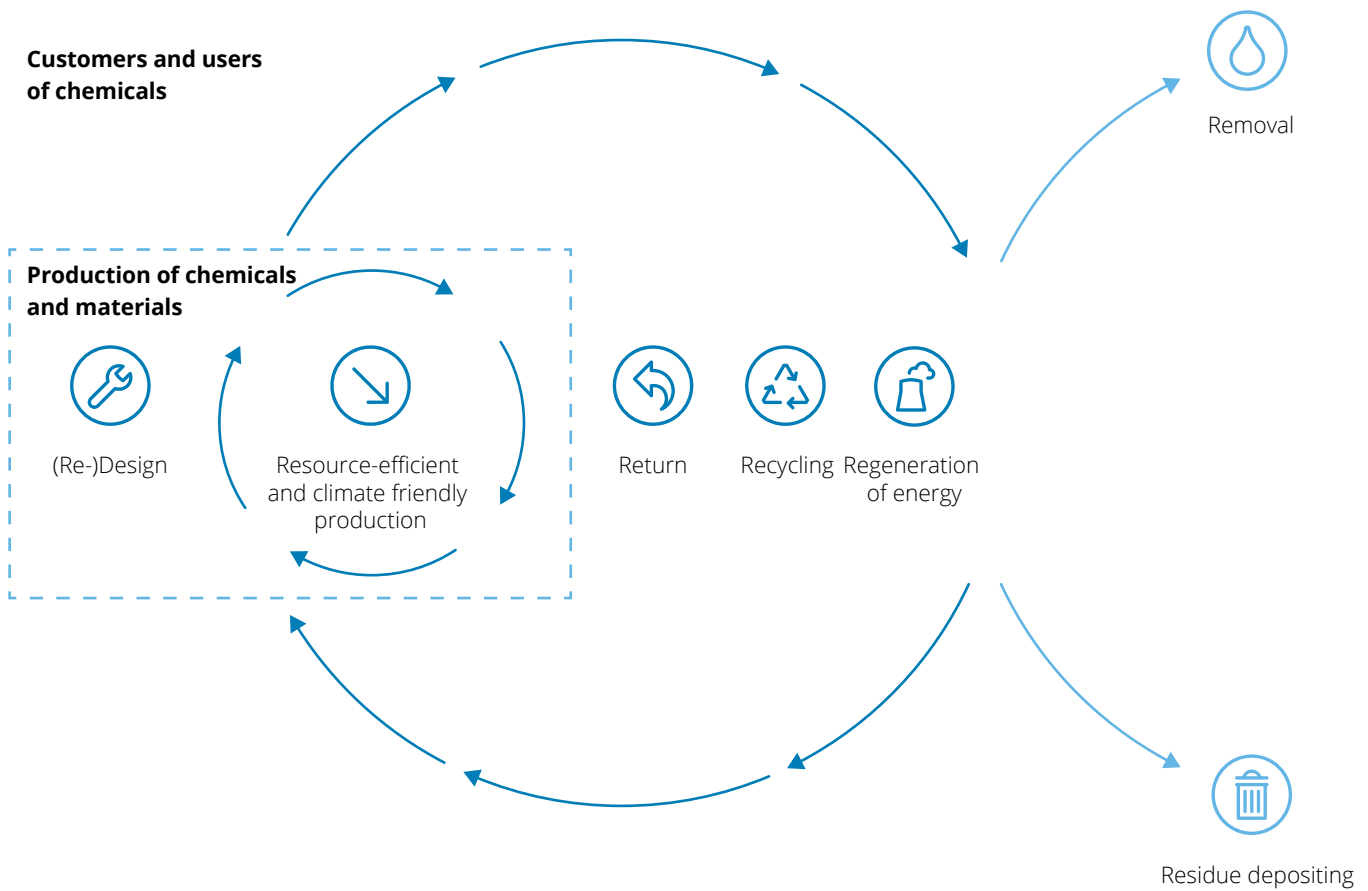 Customers and users
of chemicals
Removal
Production of chemicals
and materials
(Re-)Design
Resource-efficient
and climate friendly
production
Return
Recycling
Regeneration
of energy
Residue depositing